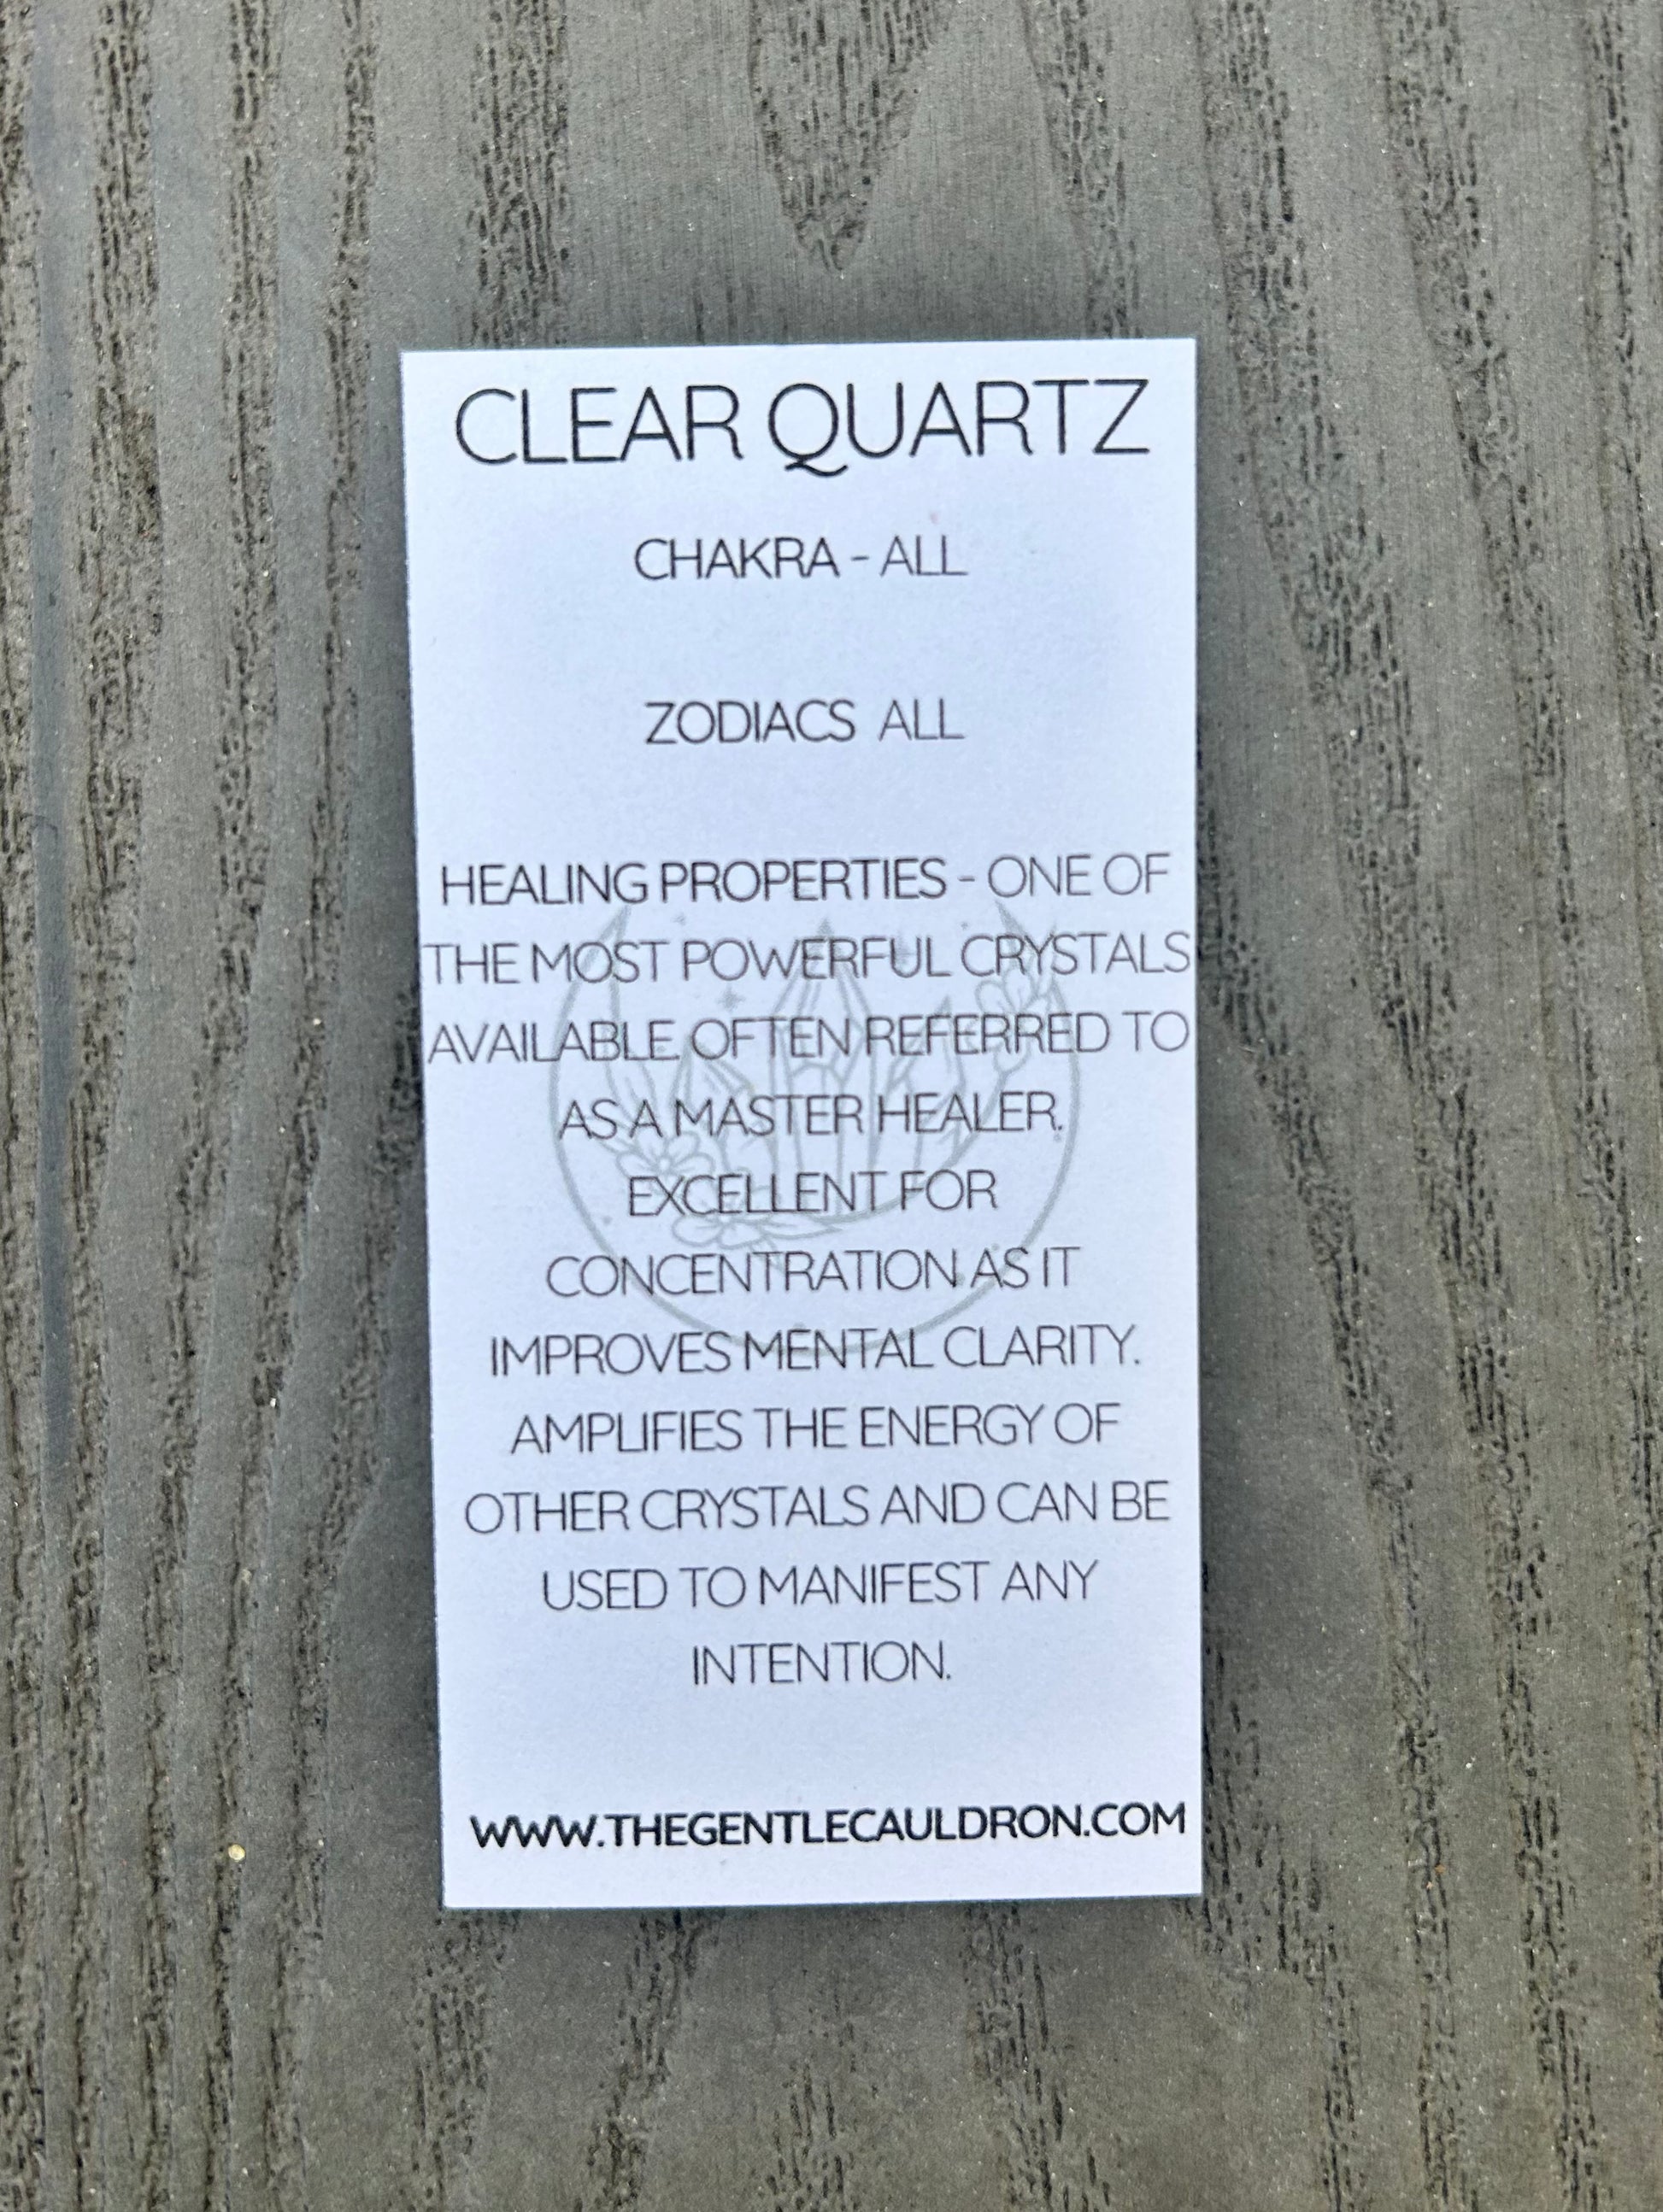 CLEAR QUARTZ
CHAKRA - ALL
ZODIACS ALL
HEALING PROPERTIES - ONE OF
THE MOST POWERFUL CRYSTALS
AVAILABLE OFTEN REFERRED TO
AS A MASTER HEALER.
EXCELLENT FOR
CONCENTRATION AS IT
IMPROVES MENTAL CLARITY.
AMPLIFIES THE ENERGY OF
OTHER CRYSTALS AND CAN BE
USED TO MANIFEST ANY
INTENTION.
WWW.THEGENTLECAULDRON.COM